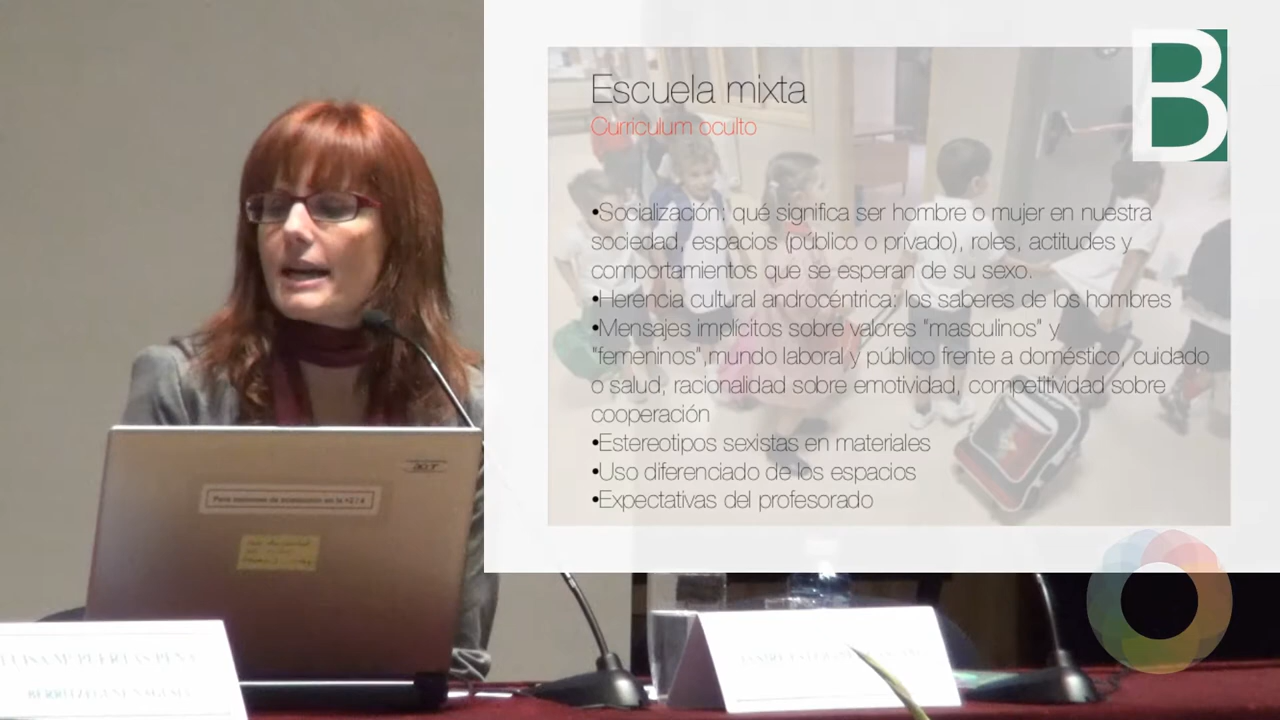 B
Escuela mixta
Curriculum oculto
•Socialización: qué significa ser hombre o mujer en nuestra
sociedad, espacios (público o privado), roles, actitudes y
comportamientos que se esperan de su sexo.
•Herencia cultural androcéntrica: los saberes de los hombres
•Mensajes implícitos sobre valores "masculinos" y
"femeninos",mundo laboral y público frente a doméstico, cuidado
o salud, racionalidad sobre emotividad, competitividad sobre
cooperación
•Estereotipos sexistas en materiales
•Uso diferenciado de los espacios
•Expectativas del profesorado
acer